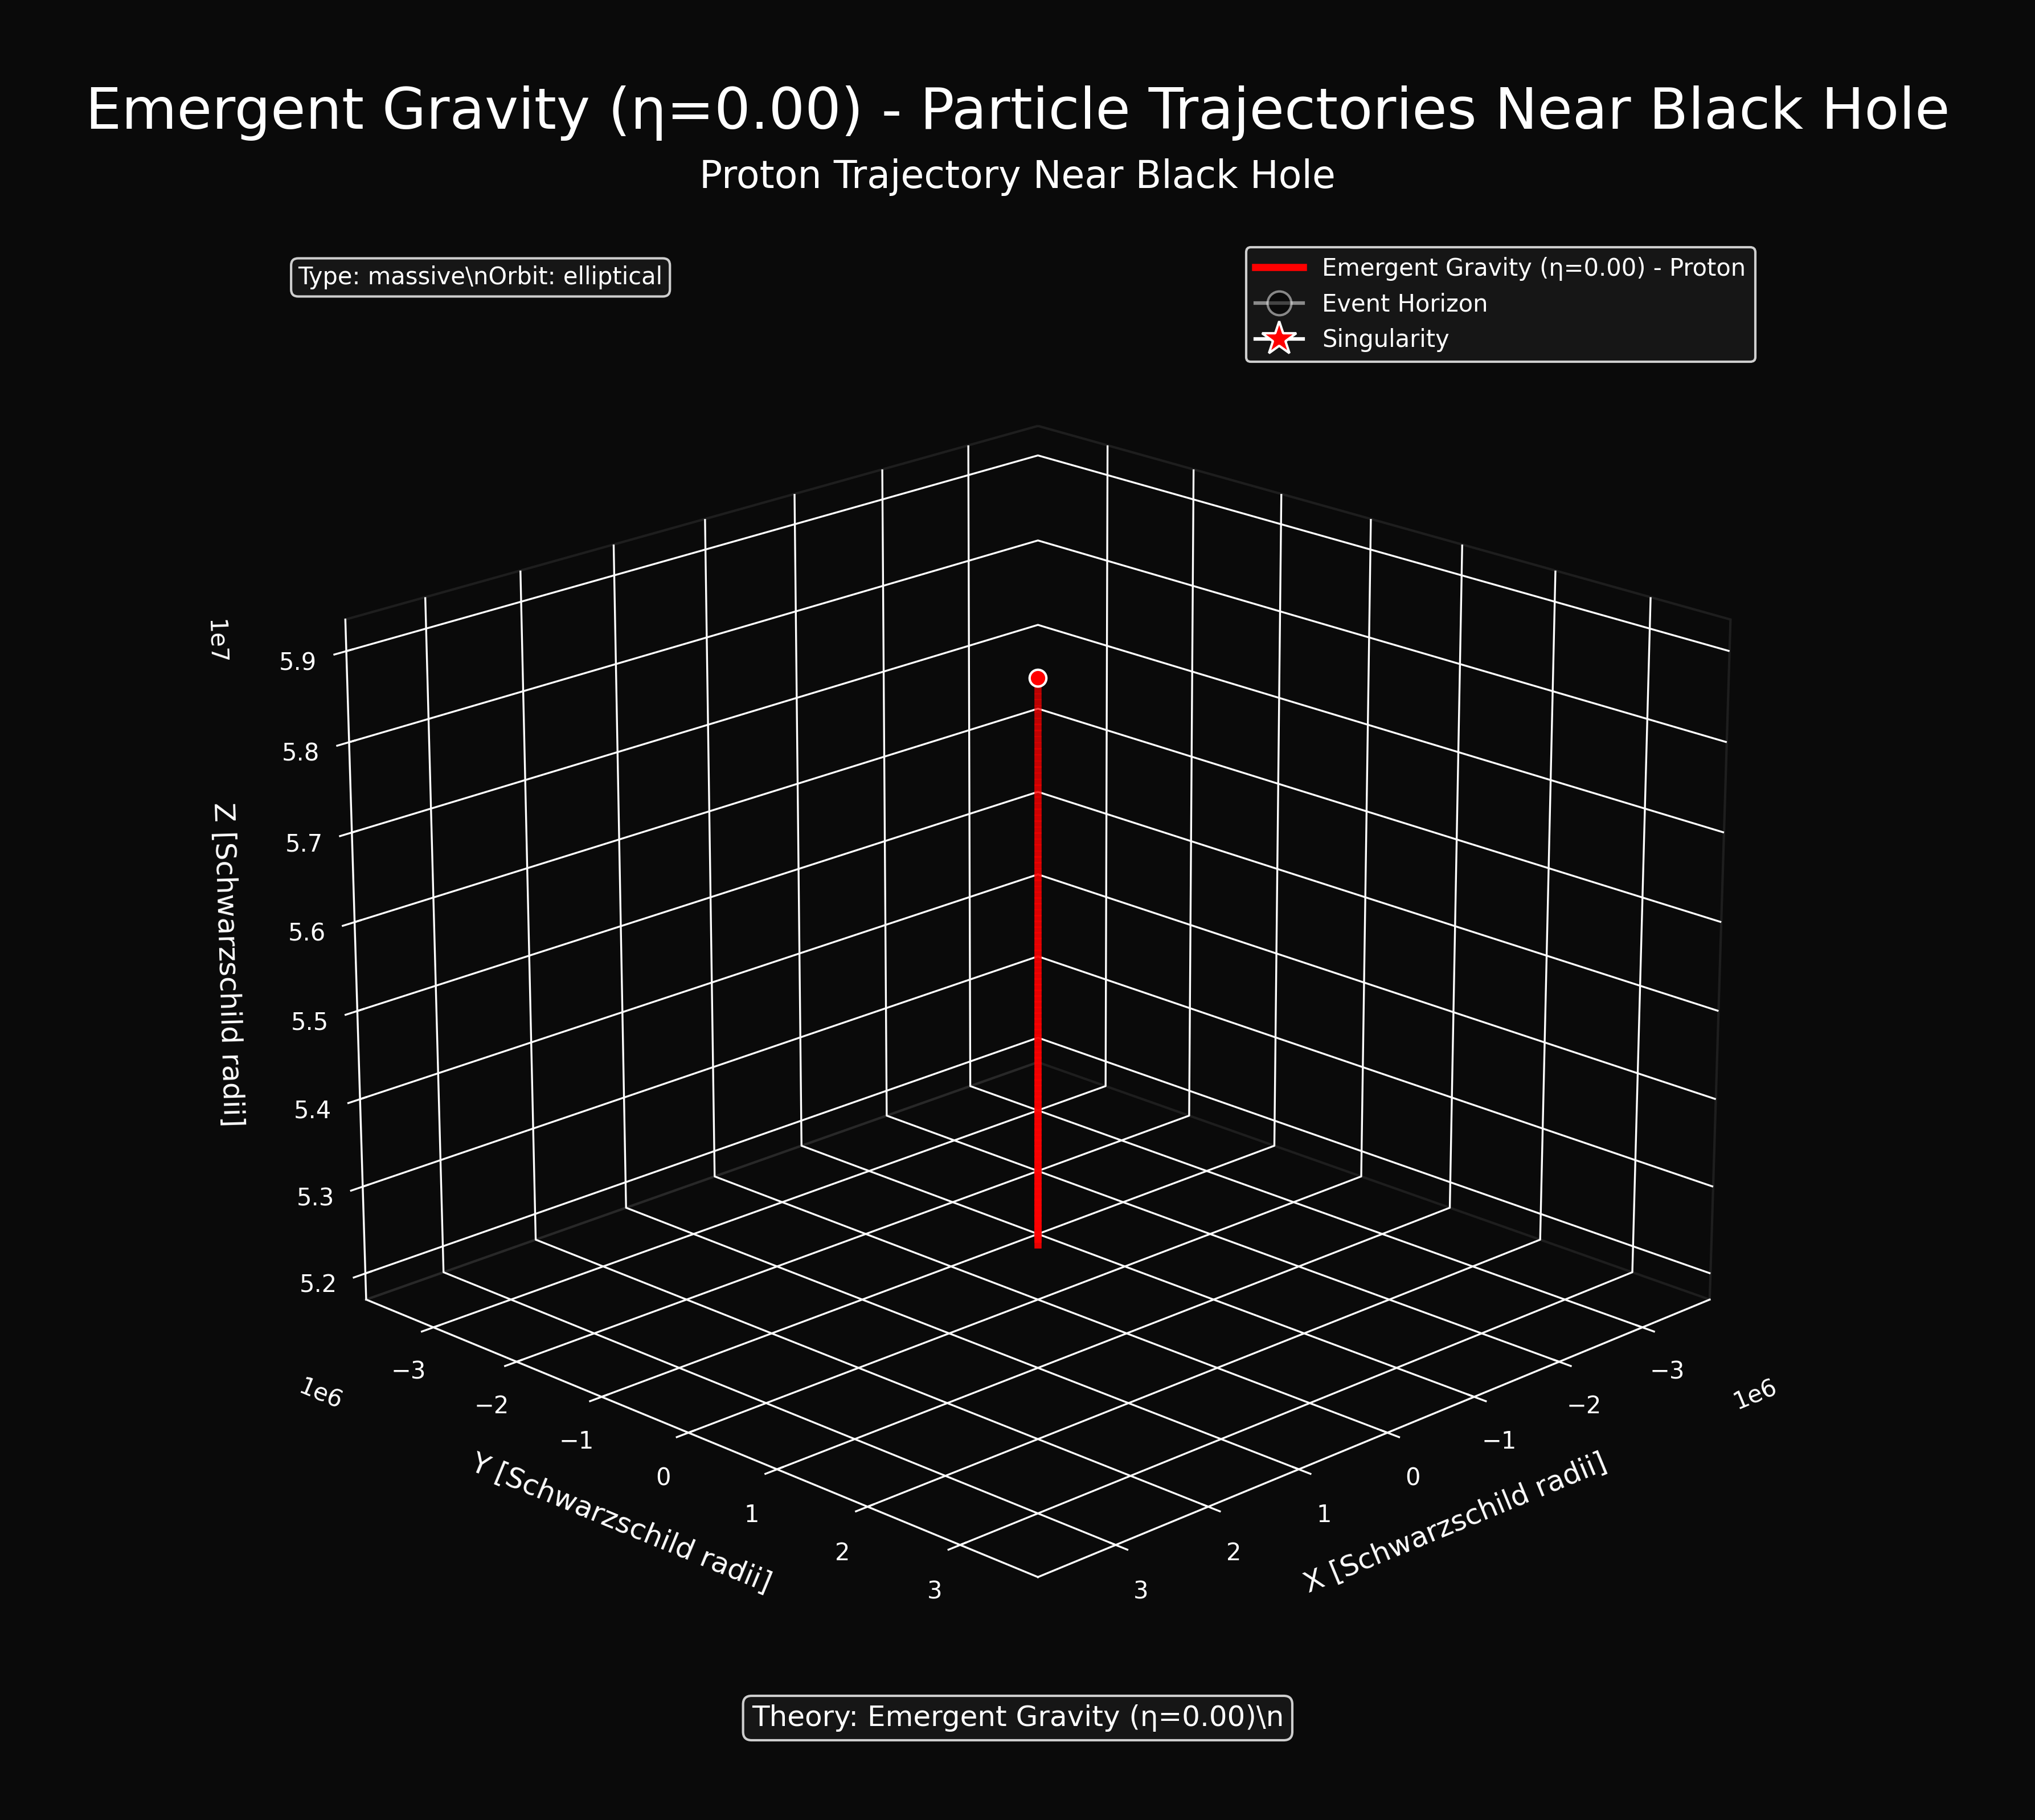 Emergent Gravity (η=0.00) - Particle Trajectories Near Black Hole
Proton Trajectory Near Black Hole
Type: massive\nOrbit: elliptical
Emergent Gravity (η=0.00) - Proton
Event Horizon
Singularity
1e7
5.9
5.8
5.7
5.6
5.5
5.4
5.3
5.2
Z [Schwarzschild radii]
−3
−2
−1
0
1
2
3
1e6
Y [Schwarzschild radii]
−3
−2
−1
0
1
2
3
1e6
X [Schwarzschild radii]
Theory: Emergent Gravity (η=0.00)\n